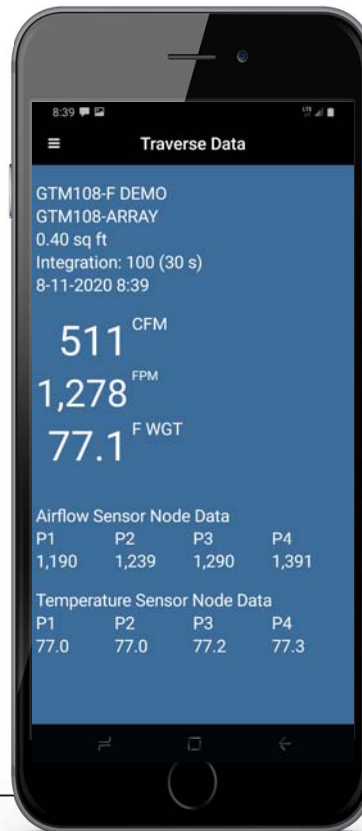 8:39 LTE
Traverse Data
GTM108-F DEMO
GTM108-ARRAY
0.40 sq ft
Integration: 100 (30 s)
8-11-2020 8:39
511 CFM
1,278 FPM
77.1 F WGT
Airflow Sensor Node Data
P1 P2 P3 P4
1,190 1,239 1,290 1,391
Temperature Sensor Node Data
P1 P2 P3 P4
77.0 77.0 77.2 77.3